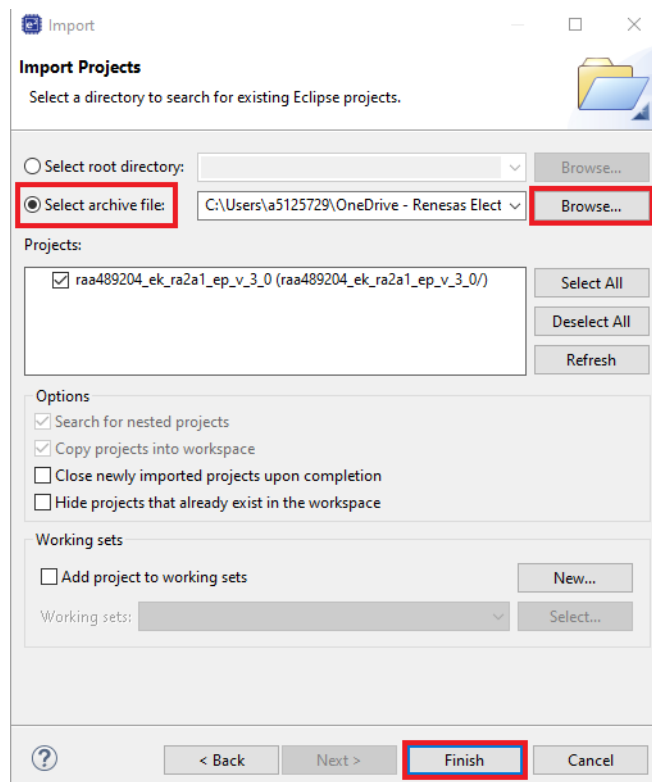 e² Import
Import Projects
Select a directory to search for existing Eclipse projects.
Select root directory: Browse...
Select archive file: C:\Users\a5125729\OneDrive - Renesas Elect Browse...
Projects:
raa489204_ek_ra2a1_ep_v_3_0 (raa489204_ek_ra2a1_ep_v_3_0/)
Select All
Deselect All
Refresh
Options
Search for nested projects
Copy projects into workspace
Close newly imported projects upon completion
Hide projects that already exist in the workspace
Working sets
Add project to working sets New...
Working sets: Select...
? < Back Next > Finish Cancel